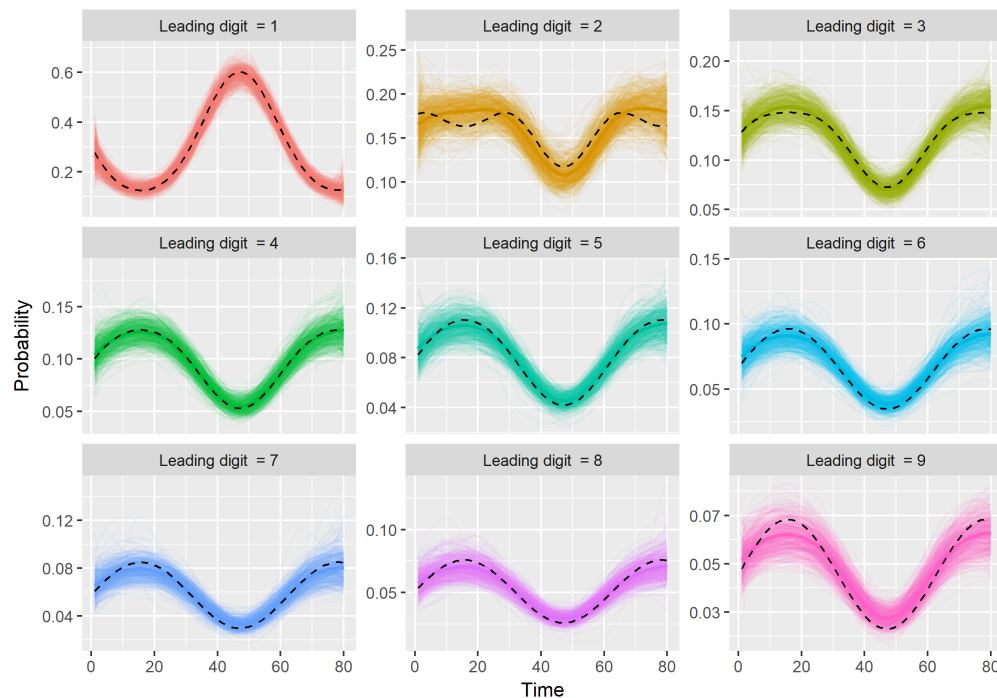 Leading digit = 1
Leading digit = 2
Leading digit = 3
0.6
0.4
0.2
0.25
0.20
0.15
0.10
0.20
0.15
0.10
0.05
Leading digit = 4
Leading digit = 5
Leading digit = 6
0.15
0.10
0.05
0.16
0.12
0.08
0.04
0.15
0.10
0.05
Probability
Leading digit = 7
Leading digit = 8
Leading digit = 9
0.12
0.08
0.04
0.10
0.05
0.07
0.05
0.03
0 20 40 60 80
0 20 40 60 80
0 20 40 60 80
Time